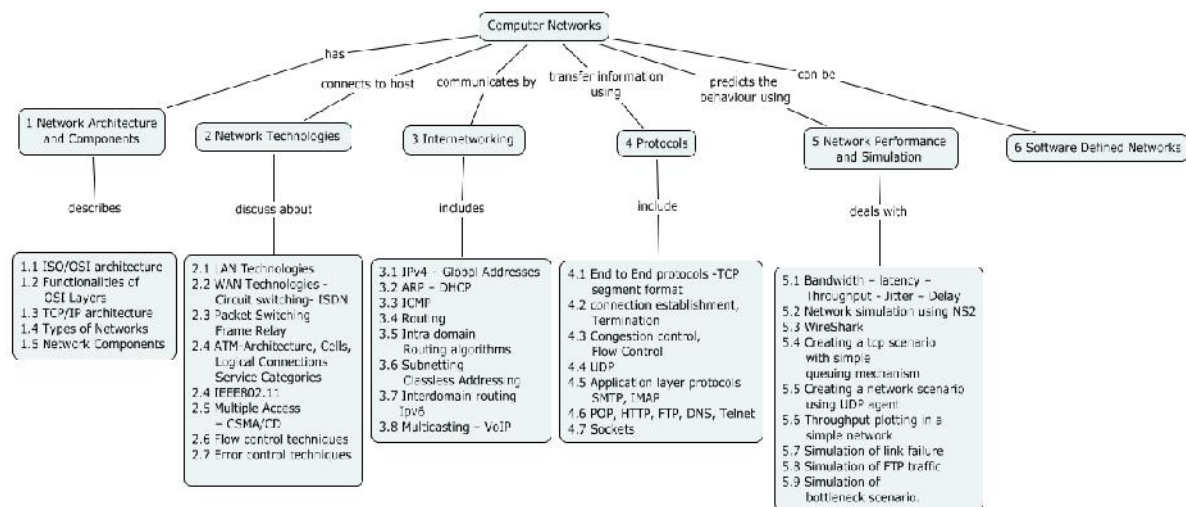 Computer Networks
has
connects to host
communicates by
transfer information
using
predicts the
behaviour using
can be
1 Network Architecture
and Components
2 Network Technologies
3 Internetworking
4 Protocols
5 Network Performance
and Simulation
6 Software Defined Networks
describes
discuss about
includes
include
deals with
1.1 ISO/OSI architecture
1.2 Functionalities of
OSI Layers
1.3 TCP/IP architecture
1.4 Types of Networks
1.5 Network Components
2.1 LAN Technologies
2.2 WAN Technologies -
Circuit switching- ISDN
2.3 Packet Switching
Frame Relay
2.4 ATM-Architecture, Cells,
Logical Connections
Service Categories
2.4 IEEE802.11
2.5 Multiple Access
– CSMA/CD
2.6 Flow control techniques
2.7 Error control tecniques
3.1 IPv4 – Global Addresses
3.2 ARP – DHCP
3.3 ICMP
3.4 Routing
3.5 Intra domain
Routing algorithms
3.6 Subnetting
Classless Addressing
3.7 Interdomain routing
Ipv6
3.8 Multicasting – VoIP
4.1 End to End protocols -TCP
segment format
4.2 connection establishment,
Termination
4.3 Congestion control,
Flow Control
4.4 UDP
4.5 Application layer protocols
SMTP, IMAP
4.6 POP, HTTP, FTP, DNS, Telnet
4.7 Sockets
5.1 Bandwidth – latency –
Throughput - Jitter – Delay
5.2 Network simulation using NS2
5.3 WireShark
5.4 Creating a tcp scenario
with simple
queuing mechanism
5.5 Creating a network scenario
using UDP agent
5.6 Throughput plotting in a
simple network
5.7 Simulation of link failure
5.8 Simulation of FTP traffic
5.9 Simulation of
bottleneck scenario.